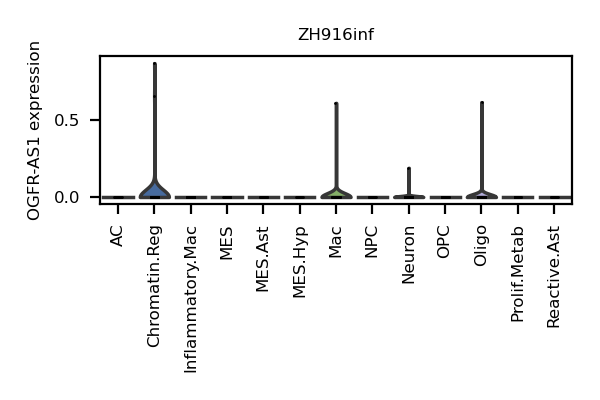 ZH916inf
OGFR-AS1 expression
0.5
0.0
AC
Chromatin.Reg
Inflammatory.Mac
MES
MES.Ast
MES.Hyp
Mac
NPC
Neuron
OPC
Oligo
Prolif.Metab
Reactive.Ast